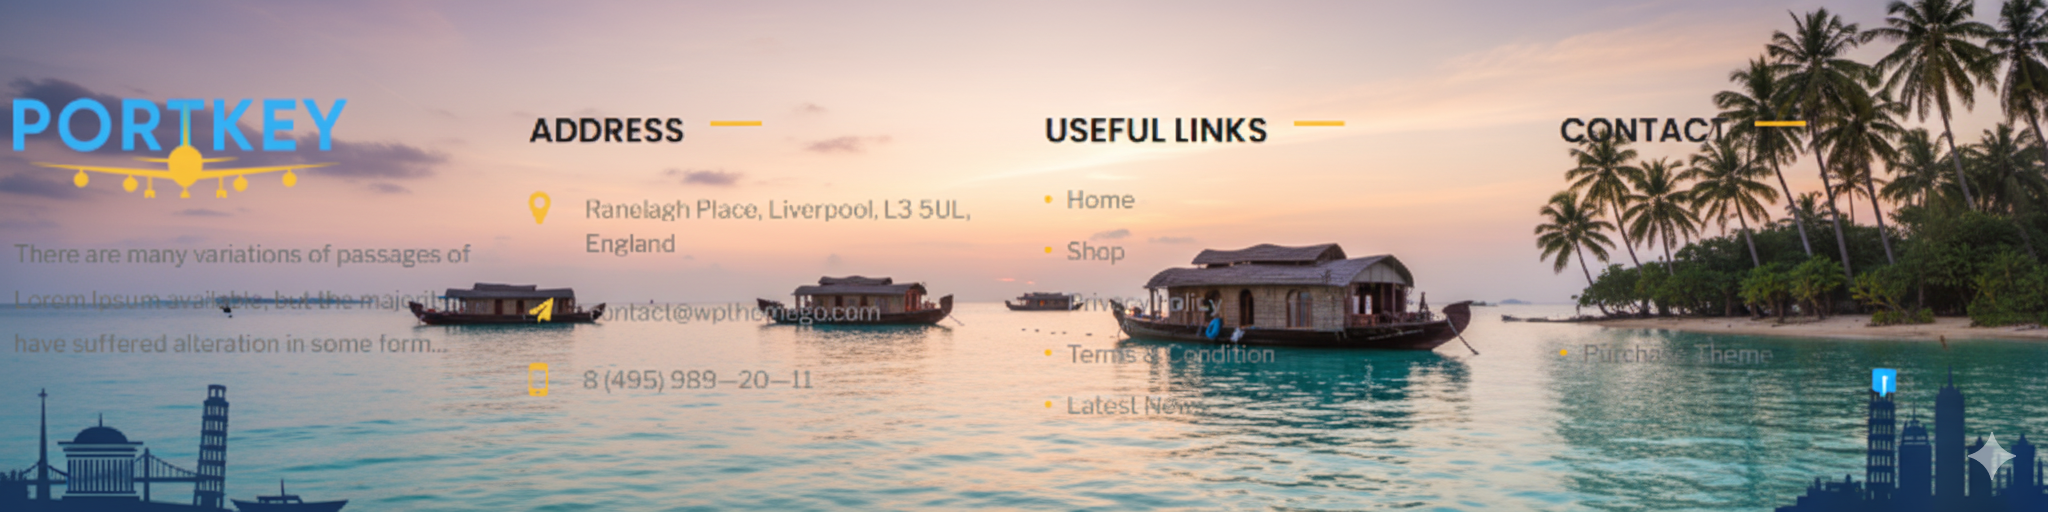 PORTKEY
There are many variations of passages of
Lorem Ipsum available, but the majority
have suffered alteration in some form...
ADDRESS
Ranelagh Place, Liverpool, L3 5UL,
England
contact@wpthemego.com
8 (495) 989–20–11
USEFUL LINKS
Home
Shop
Privacy Policy
Terms & Condition
Latest News
CONTACT
Purchase Theme